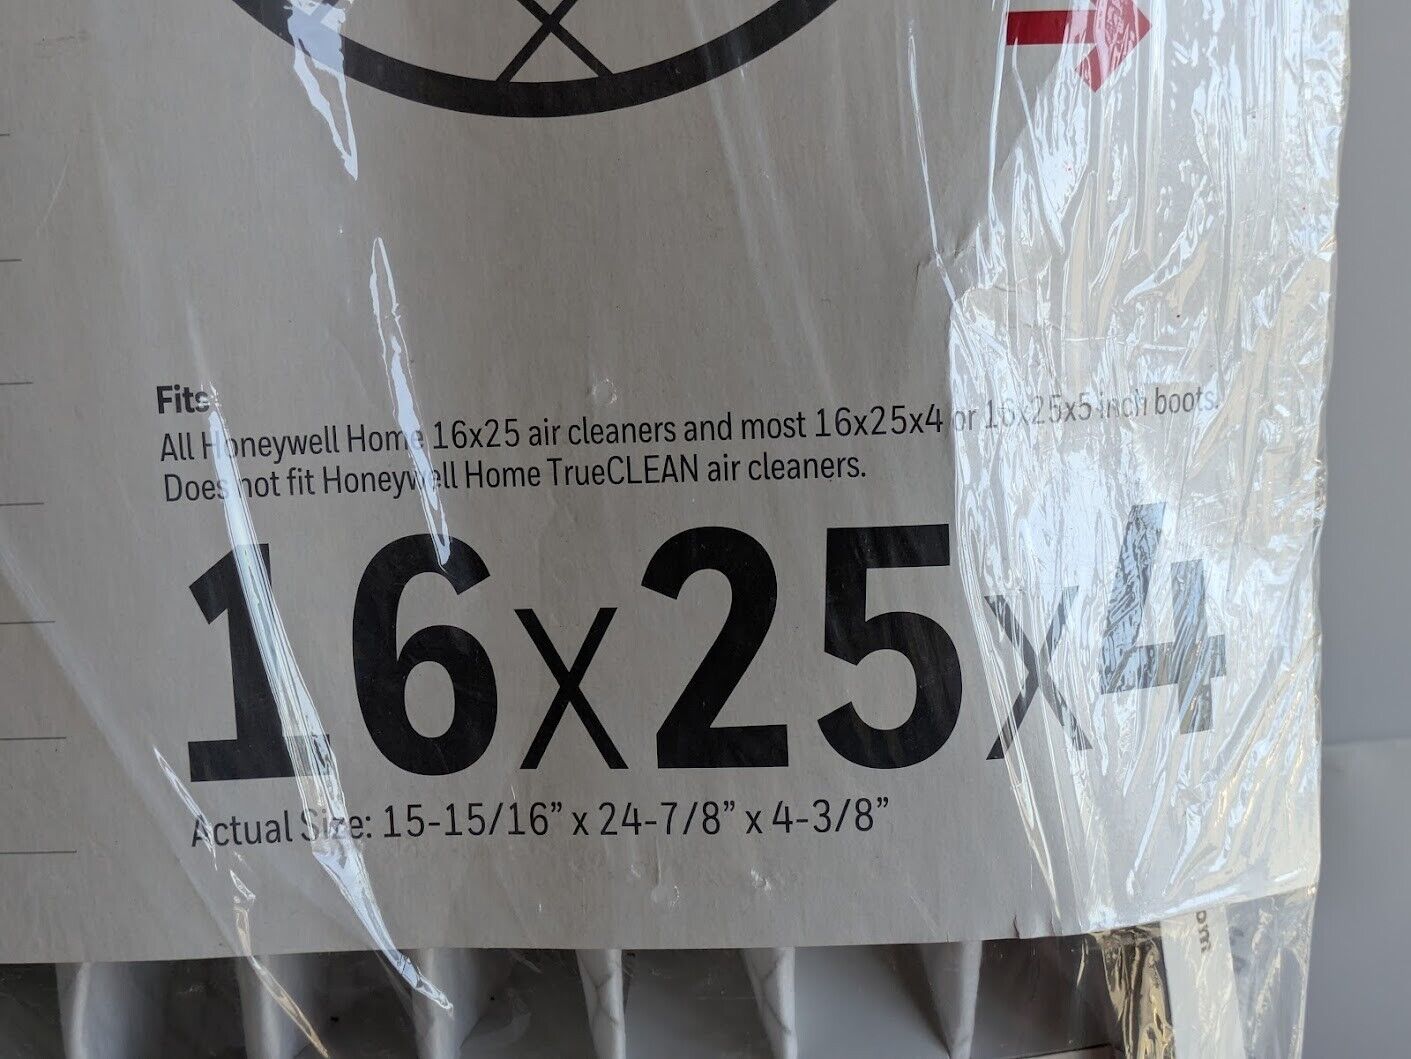 Fits:
All Honeywell Home 16x25 air cleaners and most 16x25x4 or 16x25x5 inch boots.
Does not fit Honeywell Home TrueCLEAN air cleaners.
16x25x4
Actual Size: 15-15/16” x 24-7/8” x 4-3/8”
om